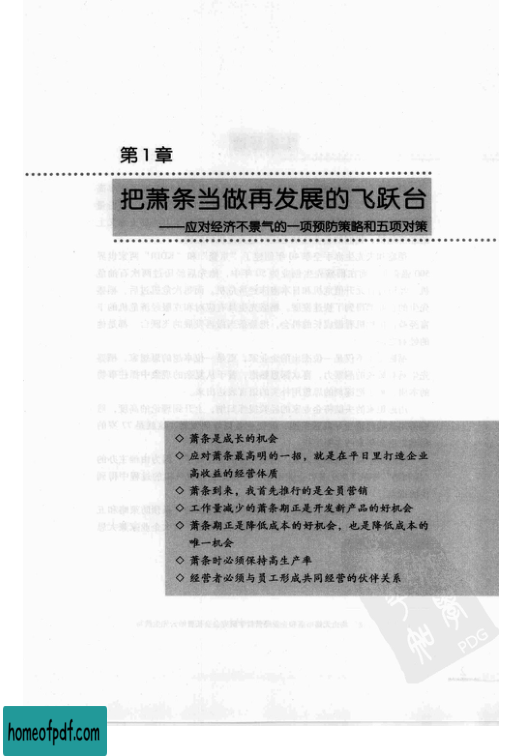 第1章
把萧条当做再发展的飞跃台
——应对经济不景气的一项预防策略和五项对策
◇ 萧条是成长的机会
◇ 应对萧条最高明的一招，就是在平日里打造企业
高收益的经营体质
◇ 萧条到来，我首先推行的是全员营销
◇ 工作量减少的萧条期正是开发新产品的好机会
◇ 萧条期正是降低成本的好机会，也是降低成本的
唯一机会
◇ 萧条时必须保持高生产率
◇ 经营者必须与员工形成共同经营的伙伴关系
PDG
homeofpdf.com